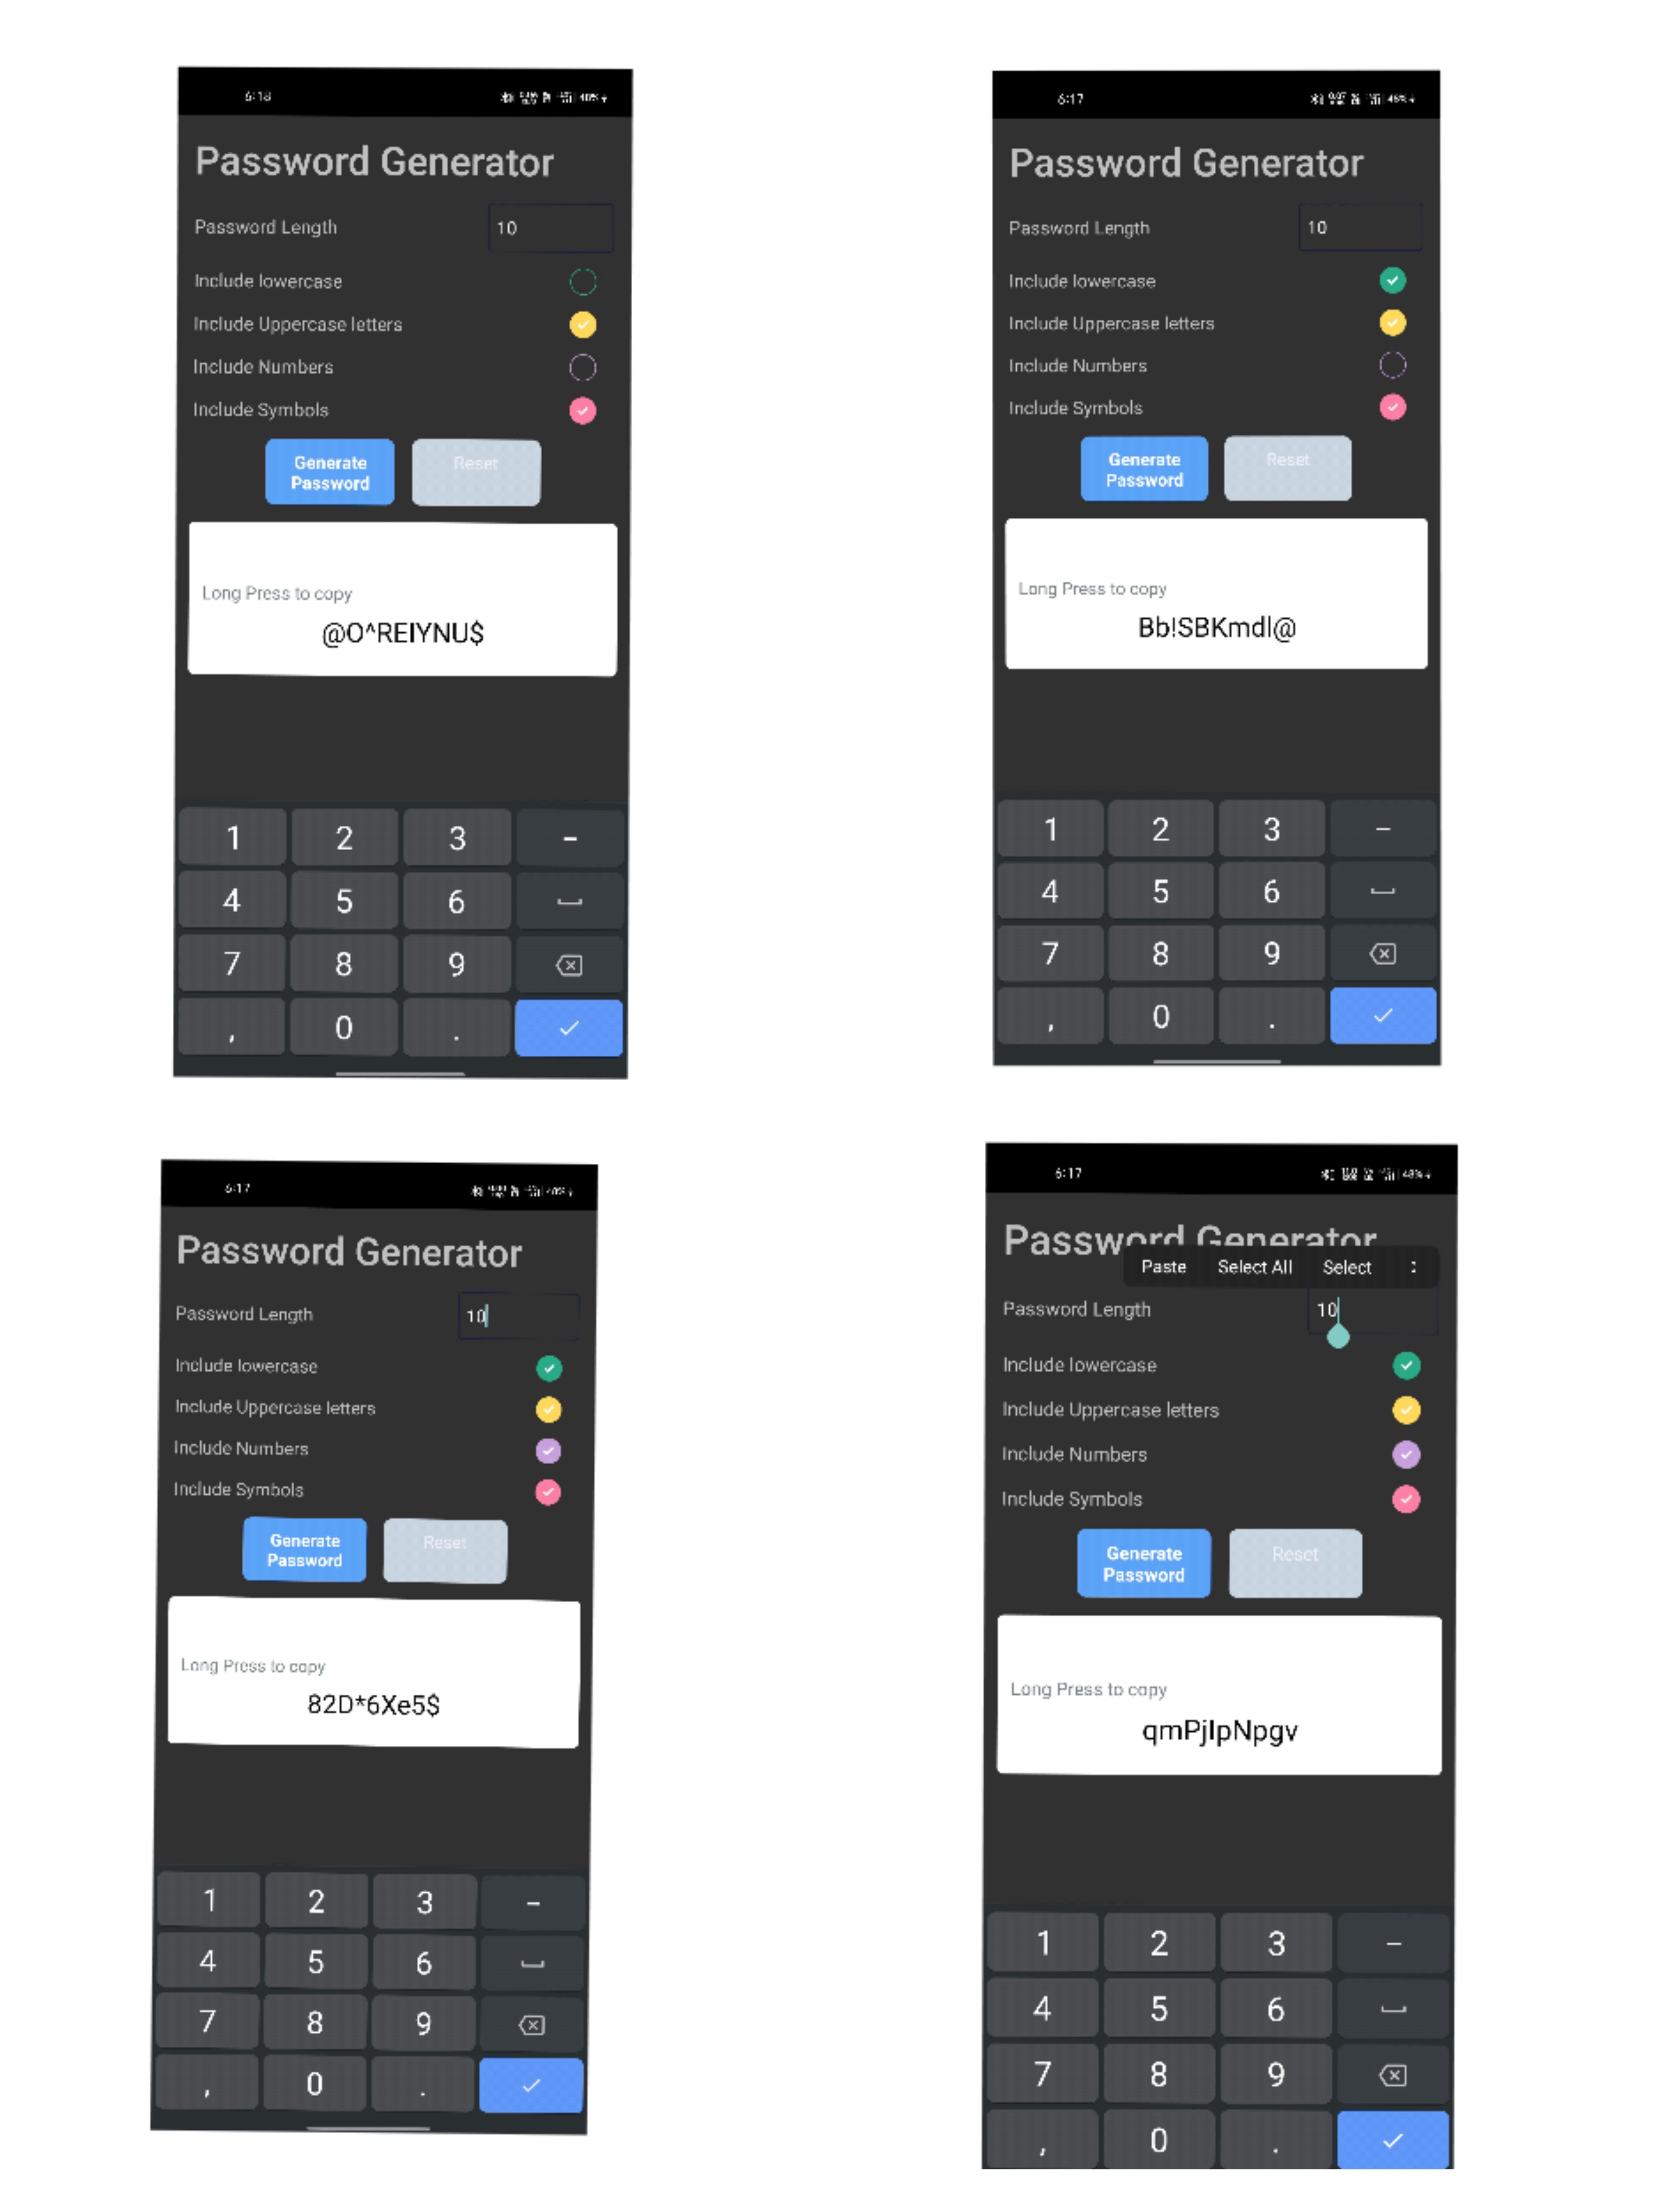 6:18
Password Generator
Password Length 10
Include lowercase
Include Uppercase letters
Include Numbers
Include Symbols
Generate Password Reset
Long Press to copy
@O^REIYNU$
1 2 3 -
4 5 6
7 8 9
, 0 .
6:17
Password Generator
Password Length 10
Include lowercase
Include Uppercase letters
Include Numbers
Include Symbols
Generate Password Reset
Long Press to copy
Bb!SBKmdl@
1 2 3 -
4 5 6
7 8 9
, 0 .
6:17
Password Generator
Password Length 10
Include lowercase
Include Uppercase letters
Include Numbers
Include Symbols
Generate Password Reset
Long Press to copy
82D*6Xe5$
1 2 3 -
4 5 6
7 8 9
, 0 .
6:17
Password Generator
Paste Select All Select
Password Length 10
Include lowercase
Include Uppercase letters
Include Numbers
Include Symbols
Generate Password Reset
Long Press to copy
qmPjIpNpgv
1 2 3 -
4 5 6
7 8 9
, 0 .